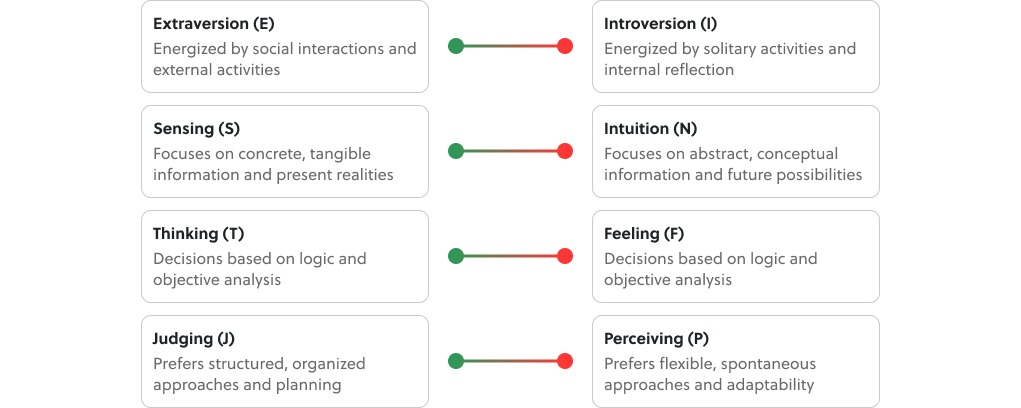 Extraversion (E)
Energized by social interactions and
external activities
Introversion (I)
Energized by solitary activities and
internal reflection
Sensing (S)
Focuses on concrete, tangible
information and present realities
Intuition (N)
Focuses on abstract, conceptual
information and future possibilities
Thinking (T)
Decisions based on logic and
objective analysis
Feeling (F)
Decisions based on logic and
objective analysis
Judging (J)
Prefers structured, organized
approaches and planning
Perceiving (P)
Prefers flexible, spontaneous
approaches and adaptability